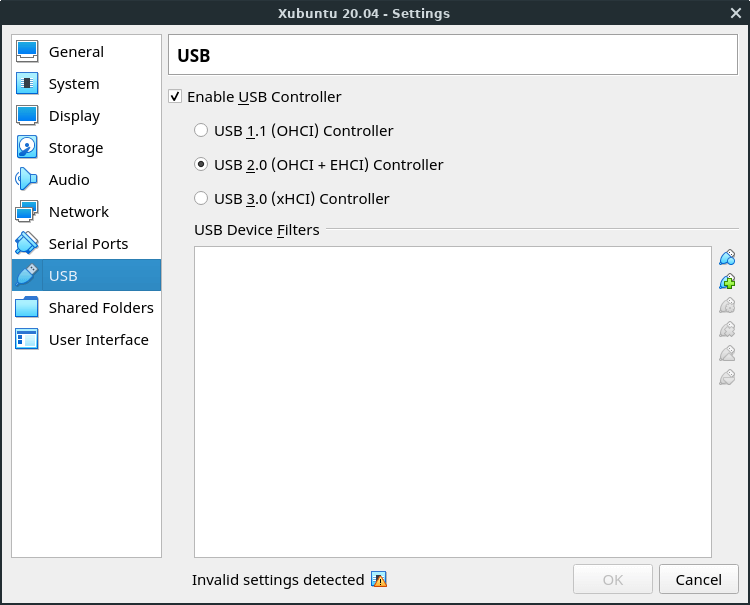 Xubuntu 20.04 - Settings
General
System
Display
Storage
Audio
Network
Serial Ports
USB
Shared Folders
User Interface
USB
Enable USB Controller
USB 1.1 (OHCI) Controller
USB 2.0 (OHCI + EHCI) Controller
USB 3.0 (xHCI) Controller
USB Device Filters
Invalid settings detected
OK
Cancel